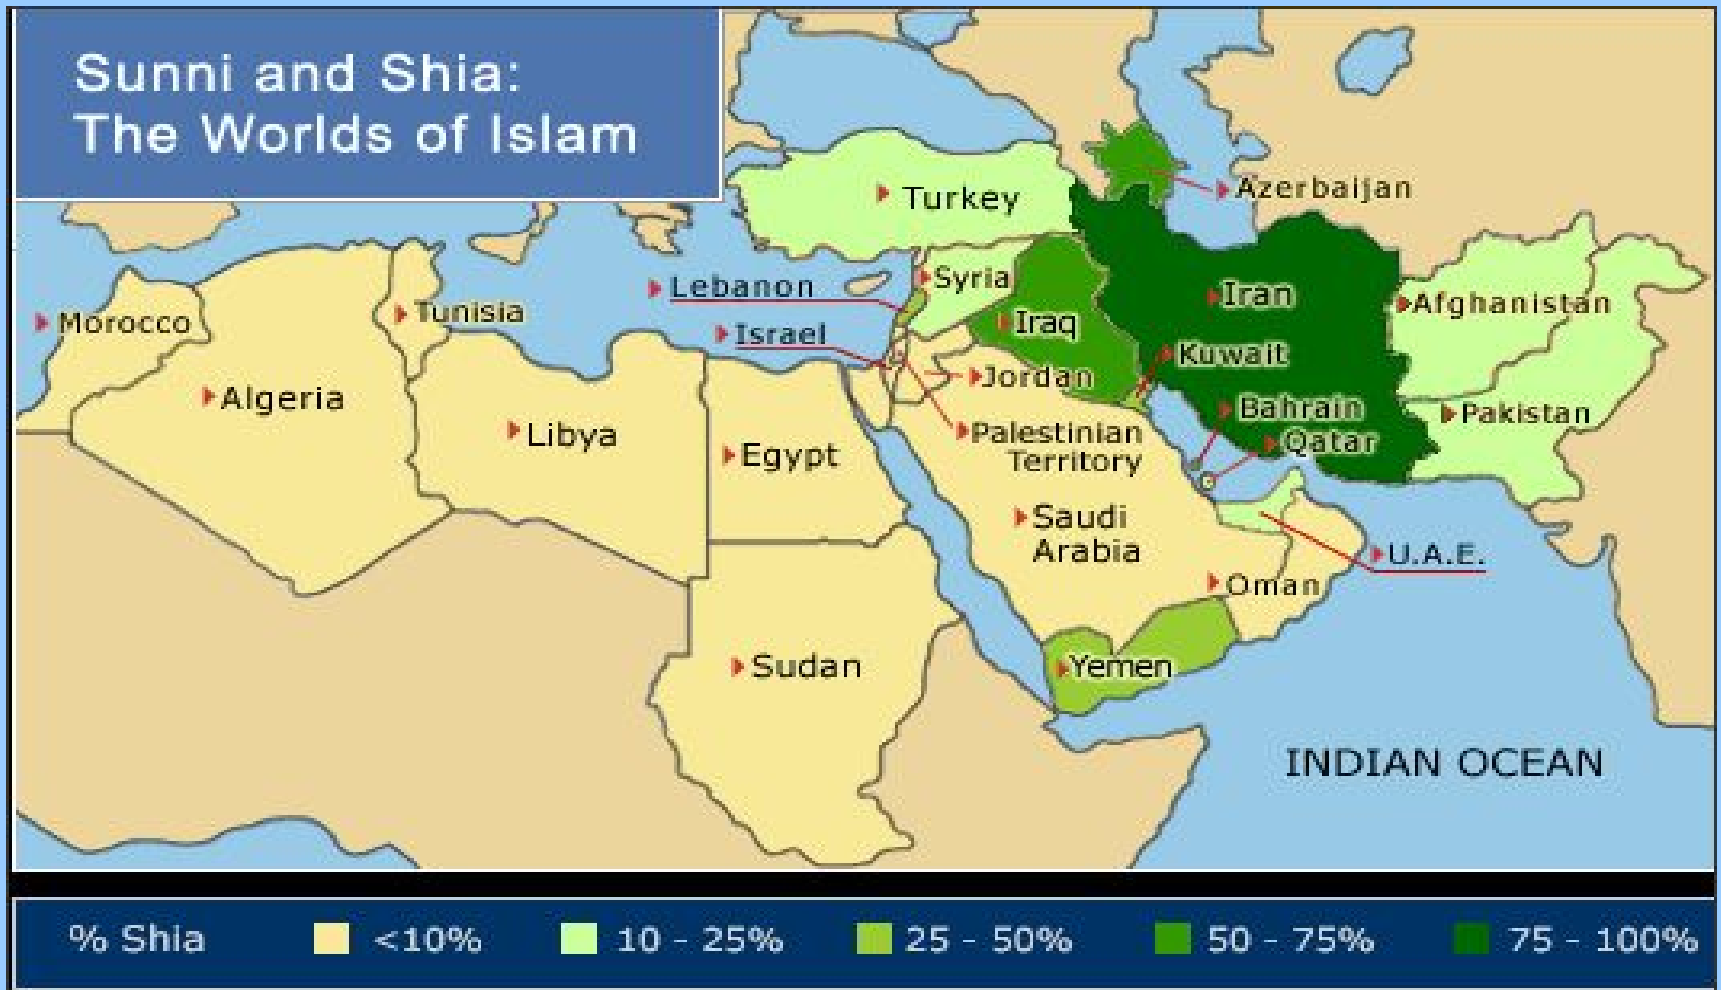 Sunni and Shia:
The Worlds of Islam
Azerbaijan
Turkey
Lebanon
Syria
Iran
Afghanistan
Morocco
Tunisia
Israel
Iraq
Kuwait
Algeria
Jordan
Bahrain
Pakistan
Libya
Egypt
Palestinian
Territory
Qatar
Saudi
Arabia
U.A.E.
Oman
Sudan
Yemen
INDIAN OCEAN
% Shia <10% 10 - 25% 25 - 50% 50 - 75% 75 - 100%